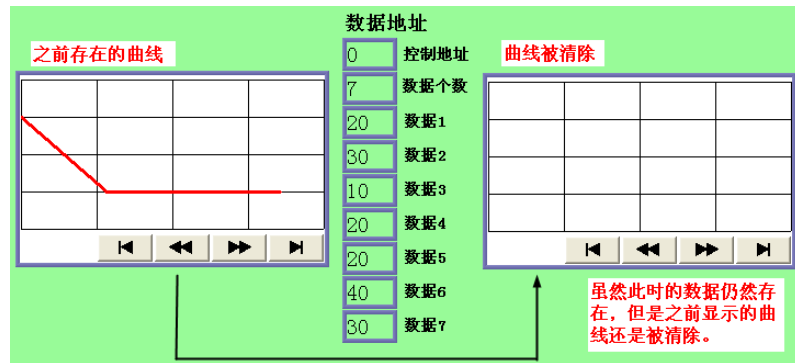 数据地址
之前存在的曲线
0 控制地址
曲线被清除
7 数据个数
20 数据1
30 数据2
10 数据3
20 数据4
20 数据5
40 数据6
30 数据7
虽然此时的数据仍然存
在，但是之前显示的曲
线还是被清除。